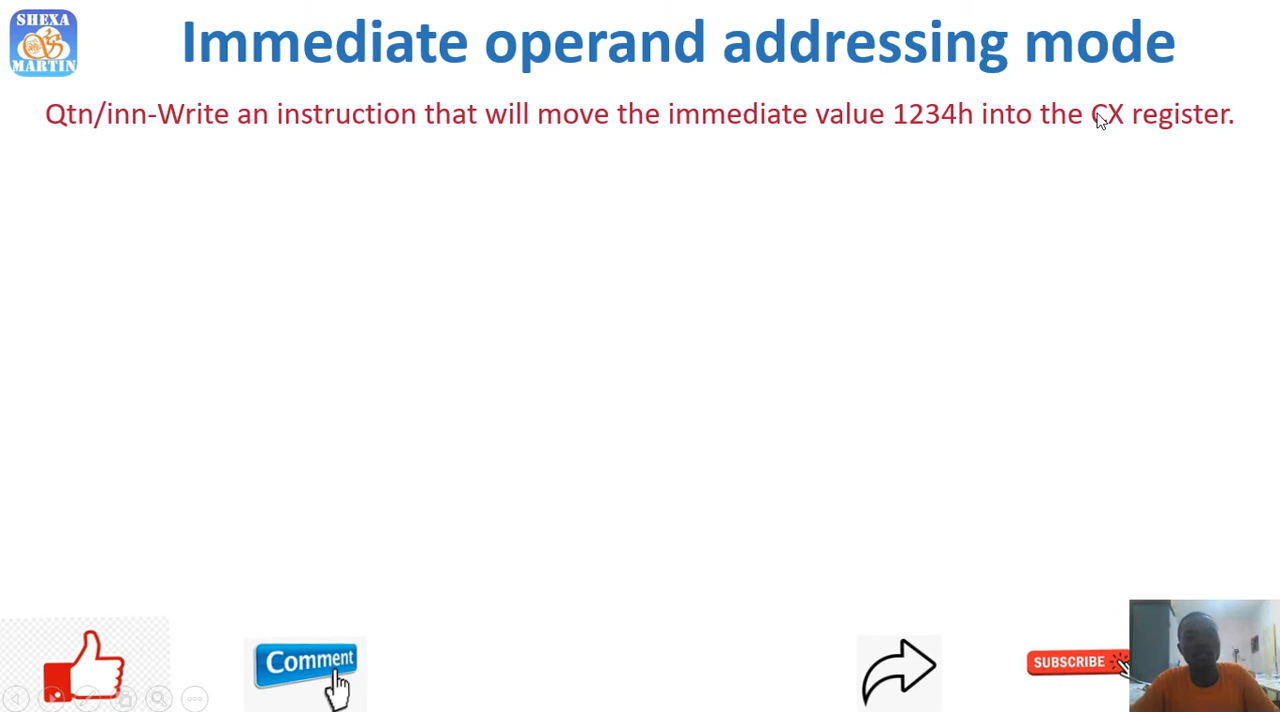 SHEXA
MARTIN
Immediate operand addressing mode
Qtn/inn-Write an instruction that will move the immediate value 1234h into the CX register.
Comment
SUBSCRIBE